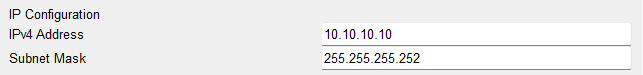 IP Configuration
IPv4 Address 10.10.10.10
Subnet Mask 255.255.255.252